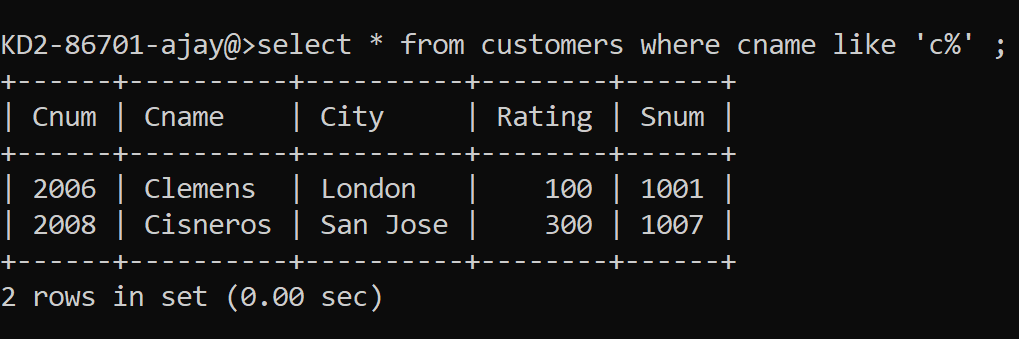 KD2-86701-ajay@>select * from customers where cname like 'c%' ;
+------+----------+----------+--------+------+
| Cnum | Cname    | City     | Rating | Snum |
+------+----------+----------+--------+------+
| 2006 | Clemens  | London   |    100 | 1001 |
| 2008 | Cisneros | San Jose |    300 | 1007 |
+------+----------+----------+--------+------+
2 rows in set (0.00 sec)